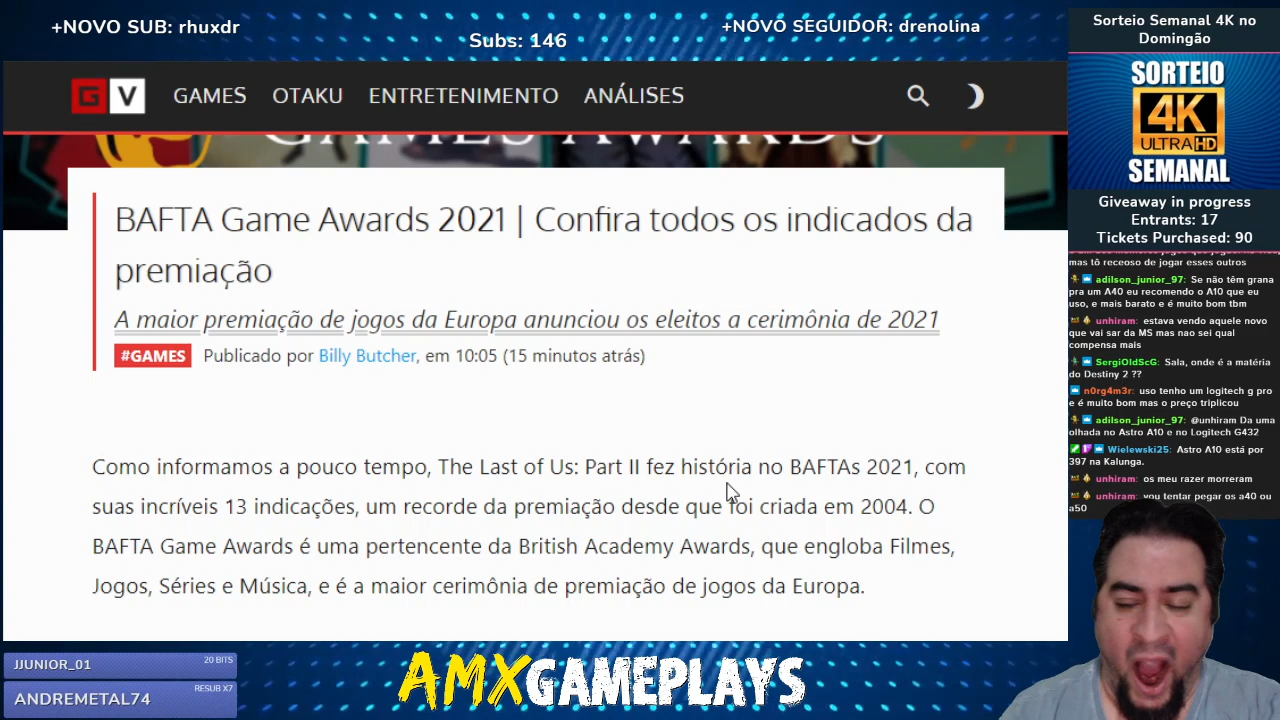 +NOVO SUB: rhuxdr
Subs: 146
+NOVO SEGUIDOR: drenolina
Sorteio Semanal 4K no
Domingão
SORTEIO
4K
ULTRA HD
SEMANAL
Giveaway in progress
Entrants: 17
Tickets Purchased: 90
G V GAMES OTAKU ENTRETENIMENTO ANÁLISES
GAMES AWARDS
BAFTA Game Awards 2021 | Confira todos os indicados da
premiação
A maior premiação de jogos da Europa anunciou os eleitos a cerimônia de 2021
#GAMES Publicado por Billy Butcher, em 10:05 (15 minutos atrás)
Como informamos a pouco tempo, The Last of Us: Part II fez história no BAFTAs 2021, com
suas incríveis 13 indicações, um recorde da premiação desde que foi criada em 2004. O
BAFTA Game Awards é uma pertencente da British Academy Awards, que engloba Filmes,
Jogos, Séries e Música, e é a maior cerimônia de premiação de jogos da Europa.
mas tô receoso de jogar esses outros
adilson_junior_97: Se não têm grana
pra um A40 eu recomendo o A10 que eu
uso, e mais barato e é muito bom tbm
unhiram: estava vendo aquele novo
que vai sar da MS mas nao sei qual
compensa mais
SergiOldScG: Sala, onde é a matéria
do Destiny 2 ??
n0rg4m3r: uso tenho um logitech g pro
e é muito bom mas o preço triplicou
adilson_junior_97: @unhiram Da uma
olhada no Astro A10 e no Logitech G432
Wielewski25: Astro A10 está por
397 na Kalunga.
unhiram: os meu razer morreram
unhiram: vou tentar pegar os a40 ou
a50
JJUNIOR_01 20 BITS
ANDREMETAL74 RESUB X7
AMXGAMEPLAYS